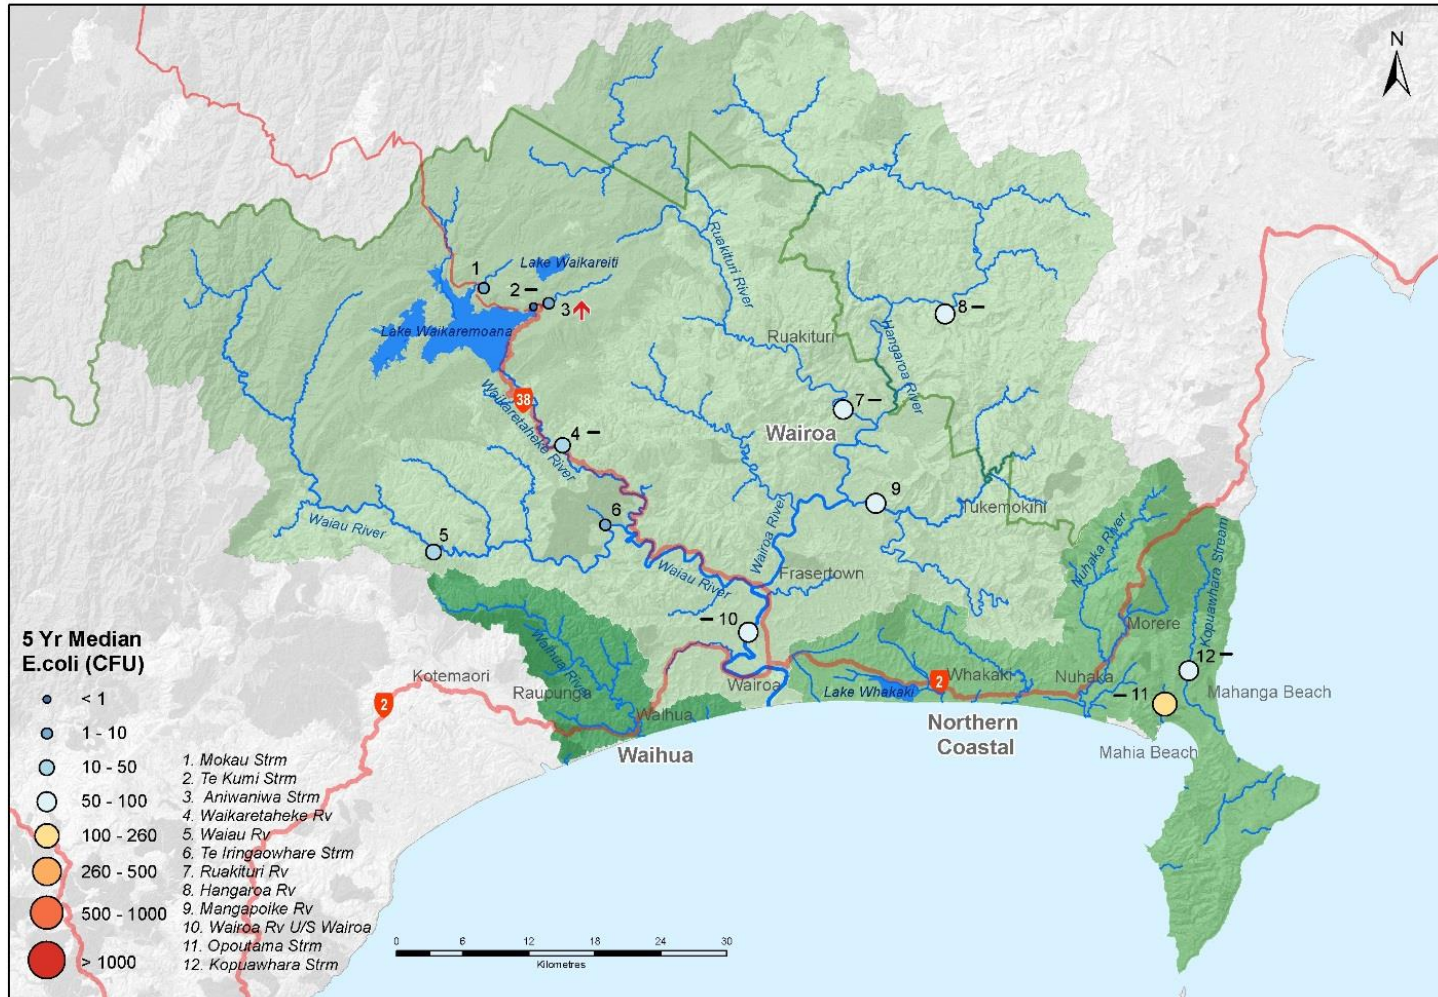 N
1
Lake Waikareiti
2 –
3
Lake Waikaremoana
Ruakituri River
Ruakituri
8 –
Hangaroa River
38
Waikaretaheke River
7 –
Wairoa
4 –
9
Tukemokihi
6
Waiau River
5
Wairoa River
Frasertown
Waiau River
Nuhaka River
Kopuawhara Stream
– 10
Morere
5 Yr Median
E.coli (CFU)
< 1
1 - 10
10 - 50
50 - 100
100 - 260
260 - 500
500 - 1000
> 1000
Kotemaori
2
Waihua River
Raupunga
Waihua
Waihua
Wairoa
Lake Whakaki
2
Whakaki
Nuhaka
12 –
– 11
Mahanga Beach
Northern
Coastal
Mahia Beach
1. Mokau Strm
2. Te Kumi Strm
3. Aniwaniwa Strm
4. Waikaretaheke Rv
5. Waiau Rv
6. Te Iringaowhare Strm
7. Ruakituri Rv
8. Hangaroa Rv
9. Mangapoike Rv
10. Wairoa Rv U/S Wairoa
11. Opoutama Strm
12. Kopuawhara Strm
0 6 12 18 24 30
Kilometres